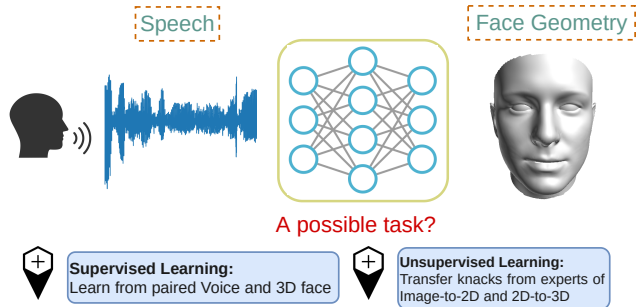 Speech
Face Geometry
A possible task?
Supervised Learning:
Learn from paired Voice and 3D face
Unsupervised Learning:
Transfer knacks from experts of
Image-to-2D and 2D-to-3D